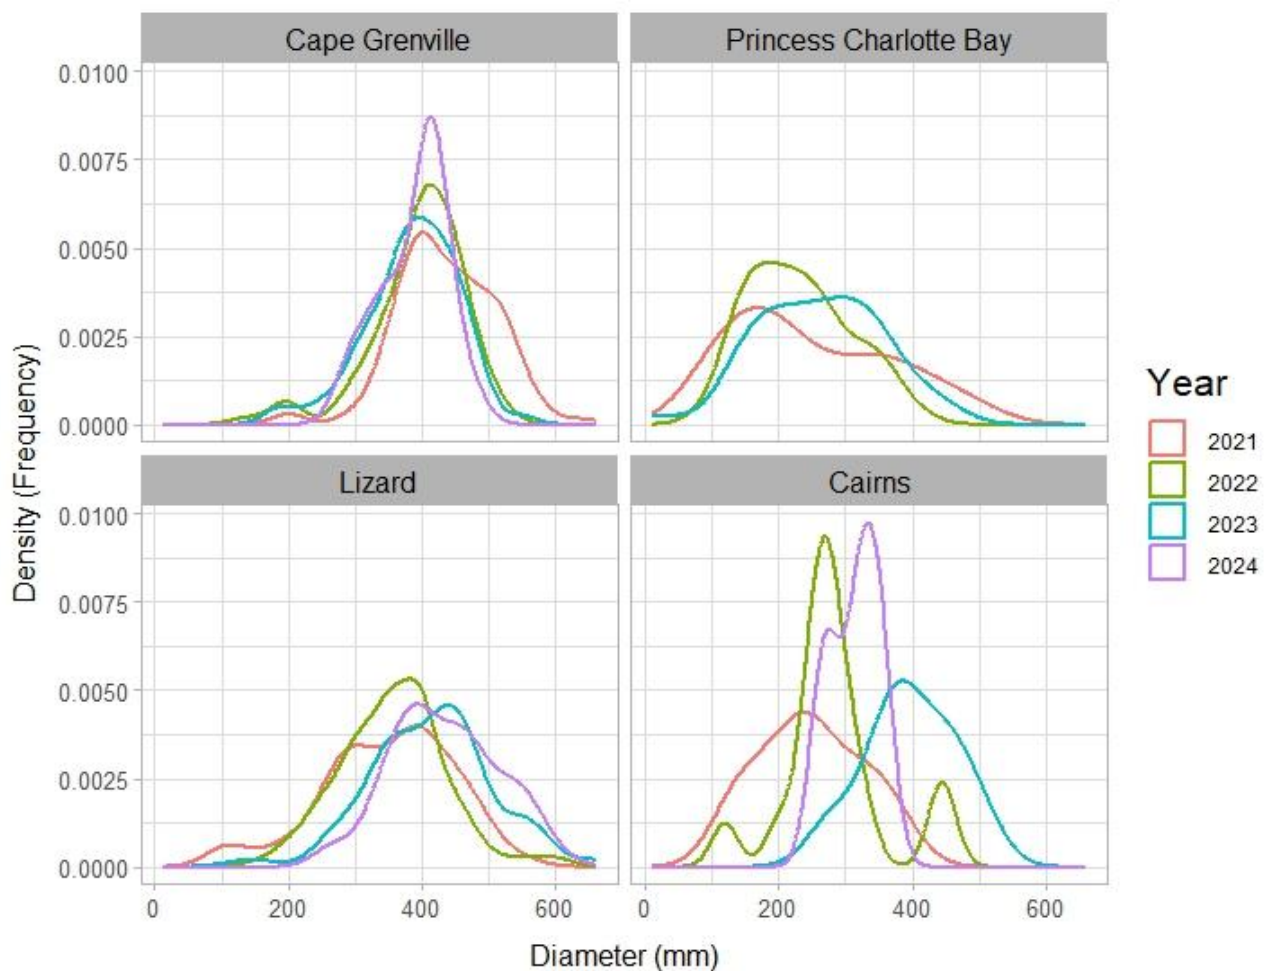 Cape Grenville
Princess Charlotte Bay
0.0100
0.0075
0.0050
0.0025
0.0000
Lizard
Cairns
0.0100
0.0075
0.0050
0.0025
0.0000
0 200 400 600
0 200 400 600
Density (Frequency)
Diameter (mm)
Year
2021
2022
2023
2024